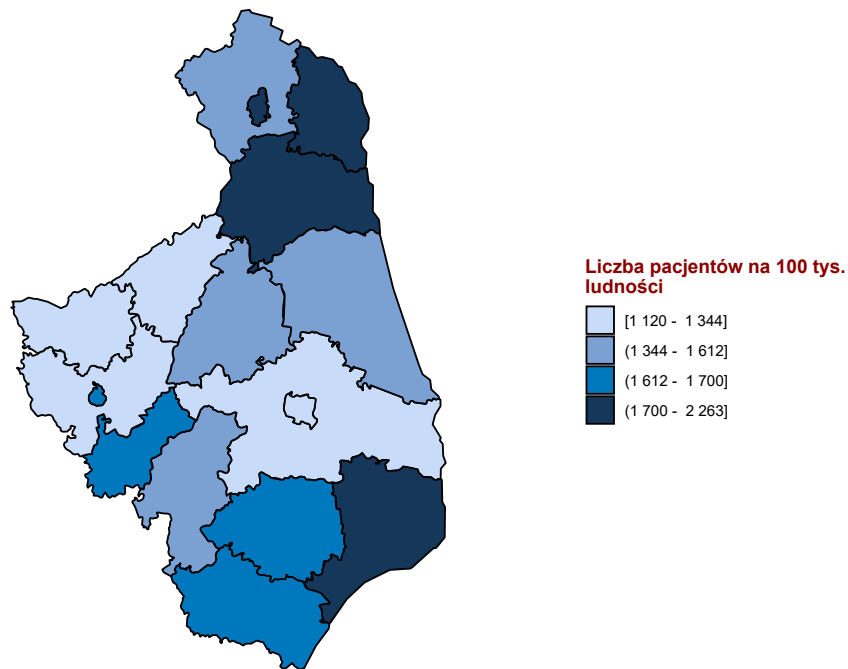 Liczba pacjentów na 100 tys.
ludności
[1 120 - 1 344]
(1 344 - 1 612]
(1 612 - 1 700]
(1 700 - 2 263]